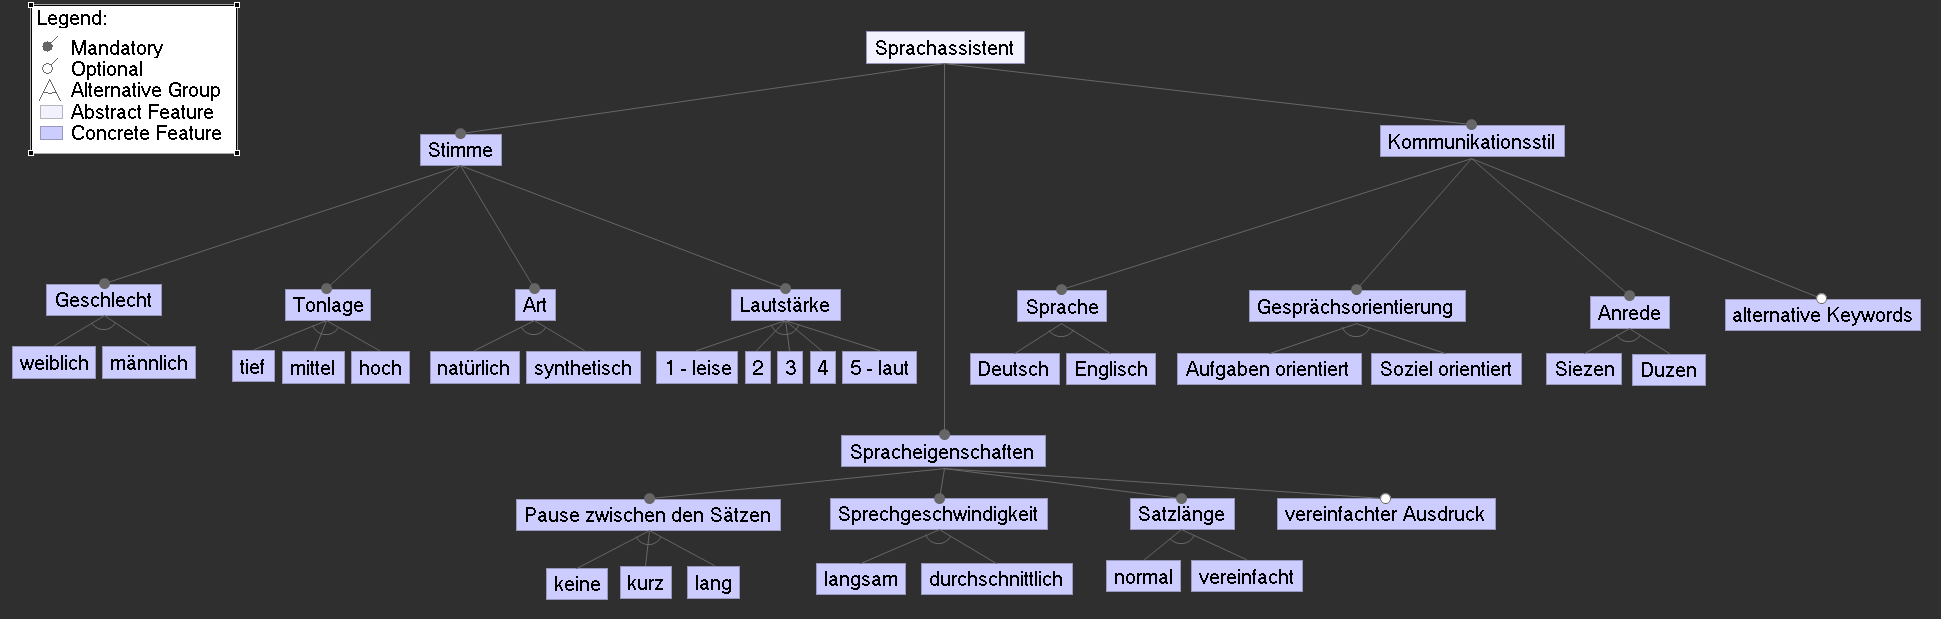 Legend:
Mandatory
Optional
Alternative Group
Abstract Feature
Concrete Feature
Sprachassistent
Stimme
Kommunikationsstil
Geschlecht
Tonlage
Art
Lautstärke
Sprache
Gesprächsorientierung
Anrede
alternative Keywords
weiblich
männlich
tief
mittel
hoch
natürlich
synthetisch
1 - leise
2
3
4
5 - laut
Deutsch
Englisch
Aufgaben orientiert
Soziel orientiert
Siezen
Duzen
Spracheigenschaften
Pause zwischen den Sätzen
Sprechgeschwindigkeit
Satzlänge
vereinfachter Ausdruck
keine
kurz
lang
langsam
durchschnittlich
normal
vereinfacht